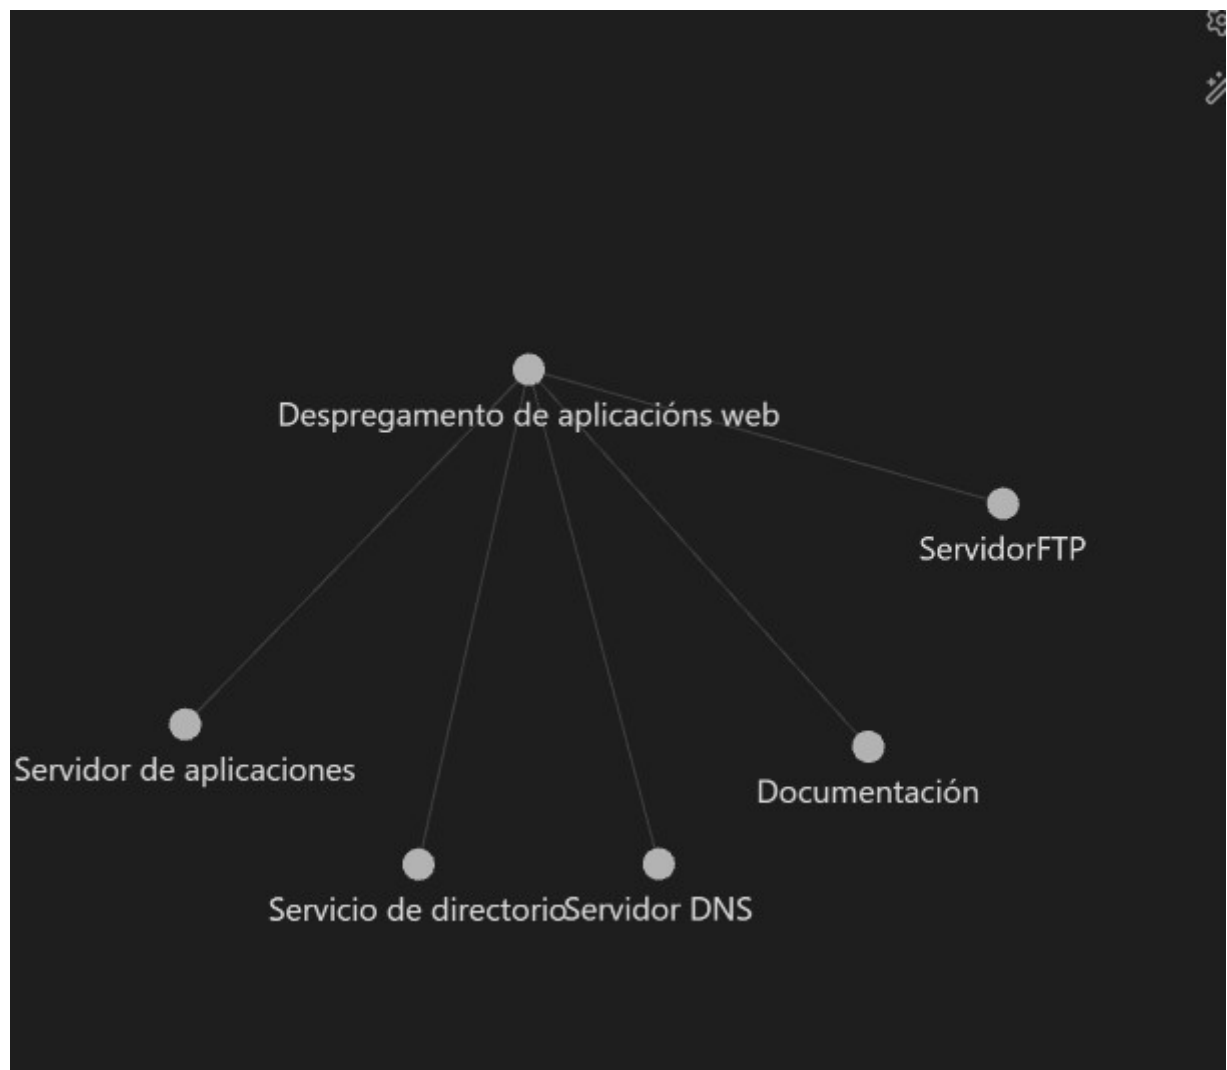 Despregamento de aplicacións web
ServidorFTP
Servidor de aplicaciones
Documentación
Servicio de directorio
Servidor DNS